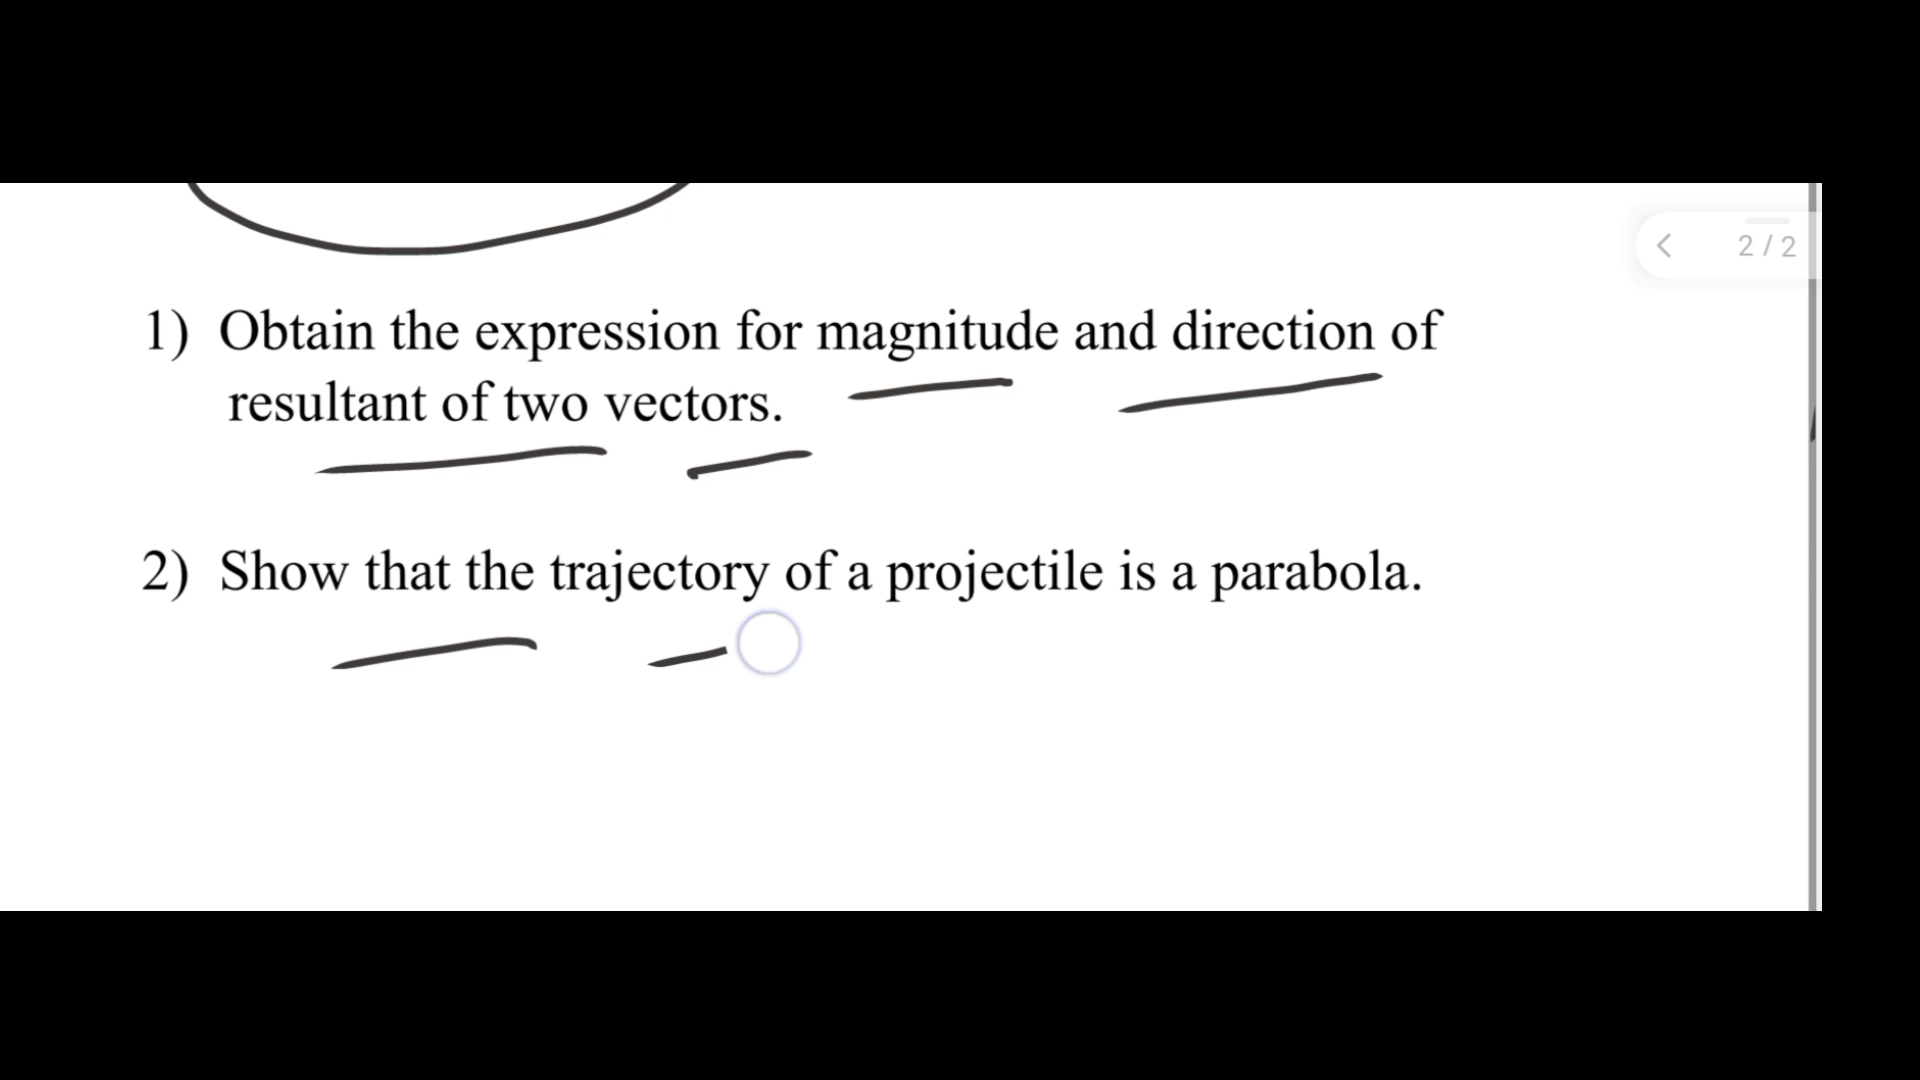 2 / 2
1) Obtain the expression for magnitude and direction of
resultant of two vectors.
2) Show that the trajectory of a projectile is a parabola.